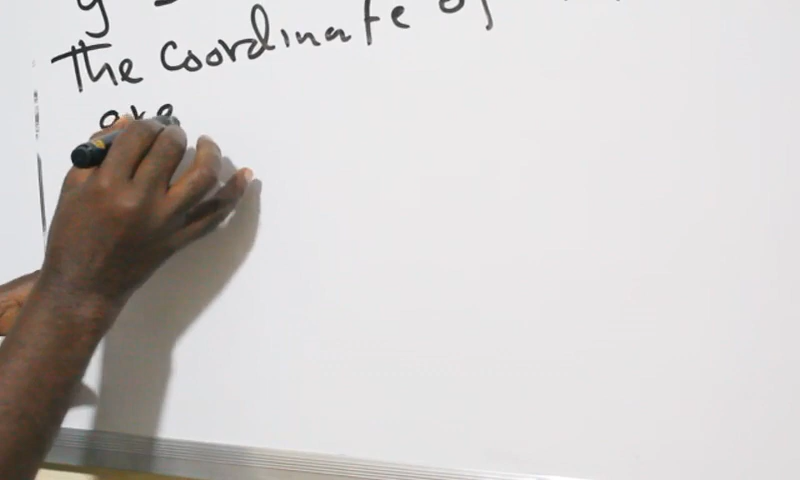 y =
The coordinate of
are